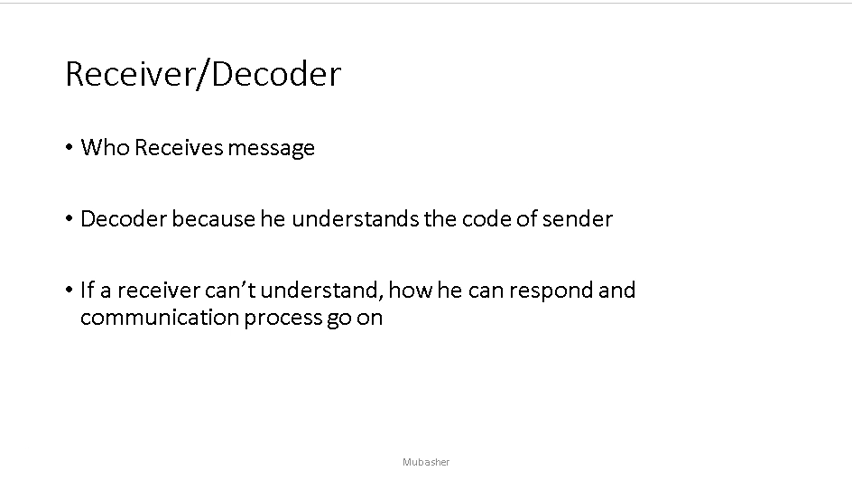 Receiver/Decoder
• Who Receives message
• Decoder because he understands the code of sender
• If a receiver can’t understand, how he can respond and
communication process go on
Mubasher